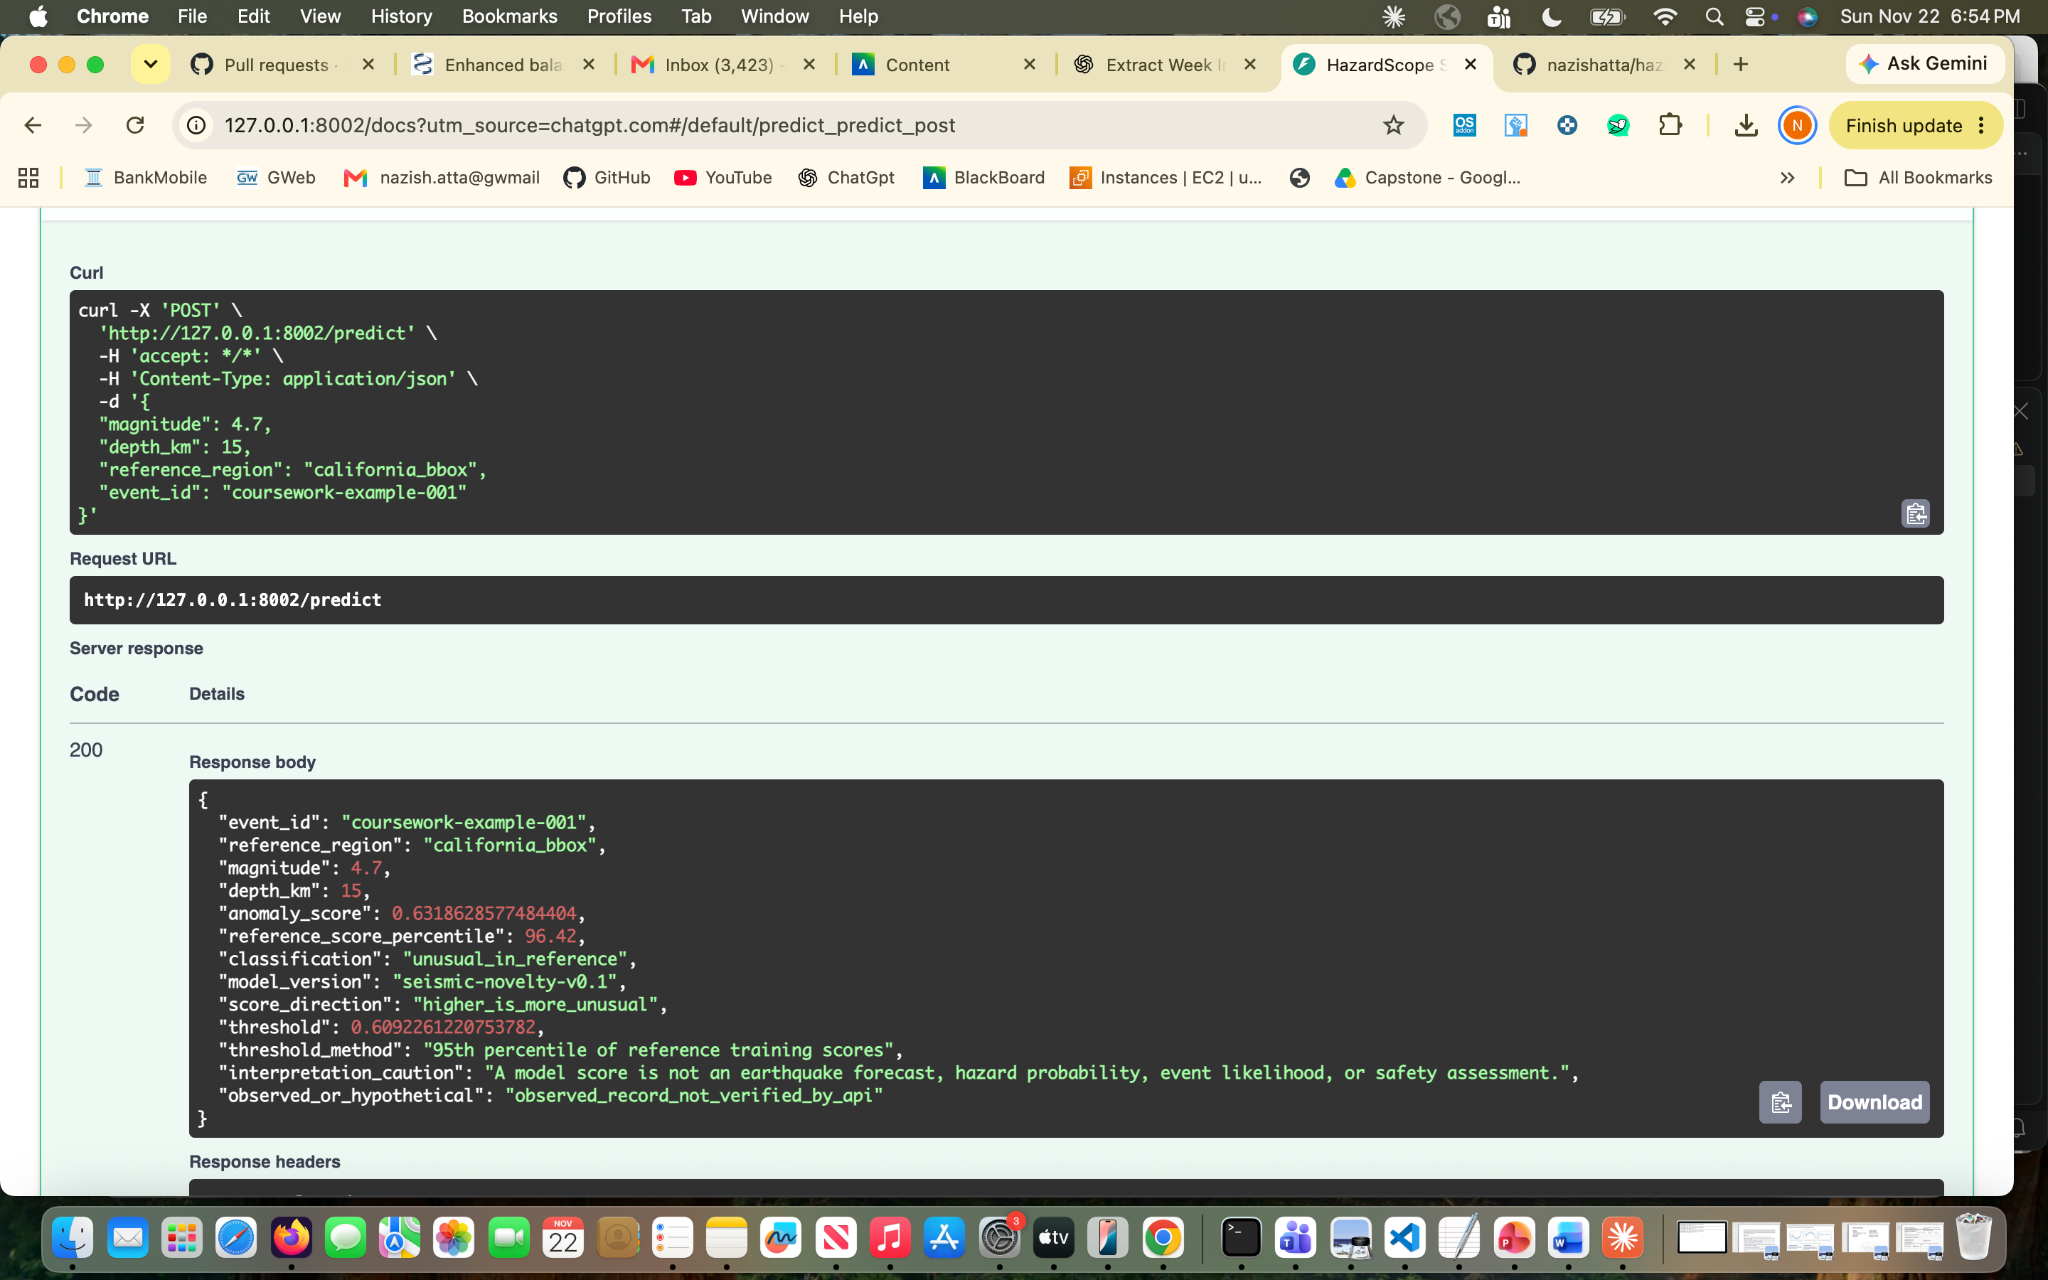 Chrome File Edit View History Bookmarks Profiles Tab Window Help Sun Nov 22 6:54 PM
Pull requests Enhanced bala Inbox (3,423) Content Extract Week HazardScope S nazishatta/haz Ask Gemini
127.0.0.1:8002/docs?utm_source=chatgpt.com#/default/predict_predict_post OS addon N Finish update
BankMobile GW GWeb nazish.atta@gwmail GitHub YouTube ChatGpt BlackBoard Instances | EC2 | u... Capstone - Googl... » All Bookmarks
Curl
curl -X 'POST' \
'http://127.0.0.1:8002/predict' \
-H 'accept: */*' \
-H 'Content-Type: application/json' \
-d '{
"magnitude": 4.7,
"depth_km": 15,
"reference_region": "california_bbox",
"event_id": "coursework-example-001"
}'
Request URL
http://127.0.0.1:8002/predict
Server response
Code Details
200
Response body
{
"event_id": "coursework-example-001",
"reference_region": "california_bbox",
"magnitude": 4.7,
"depth_km": 15,
"anomaly_score": 0.6318628577484404,
"reference_score_percentile": 96.42,
"classification": "unusual_in_reference",
"model_version": "seismic-novelty-v0.1",
"score_direction": "higher_is_more_unusual",
"threshold": 0.6092261220753782,
"threshold_method": "95th percentile of reference training scores",
"interpretation_caution": "A model score is not an earthquake forecast, hazard probability, event likelihood, or safety assessment.",
"observed_or_hypothetical": "observed_record_not_verified_by_api"
}
Download
Response headers
NOV
22
3
tv